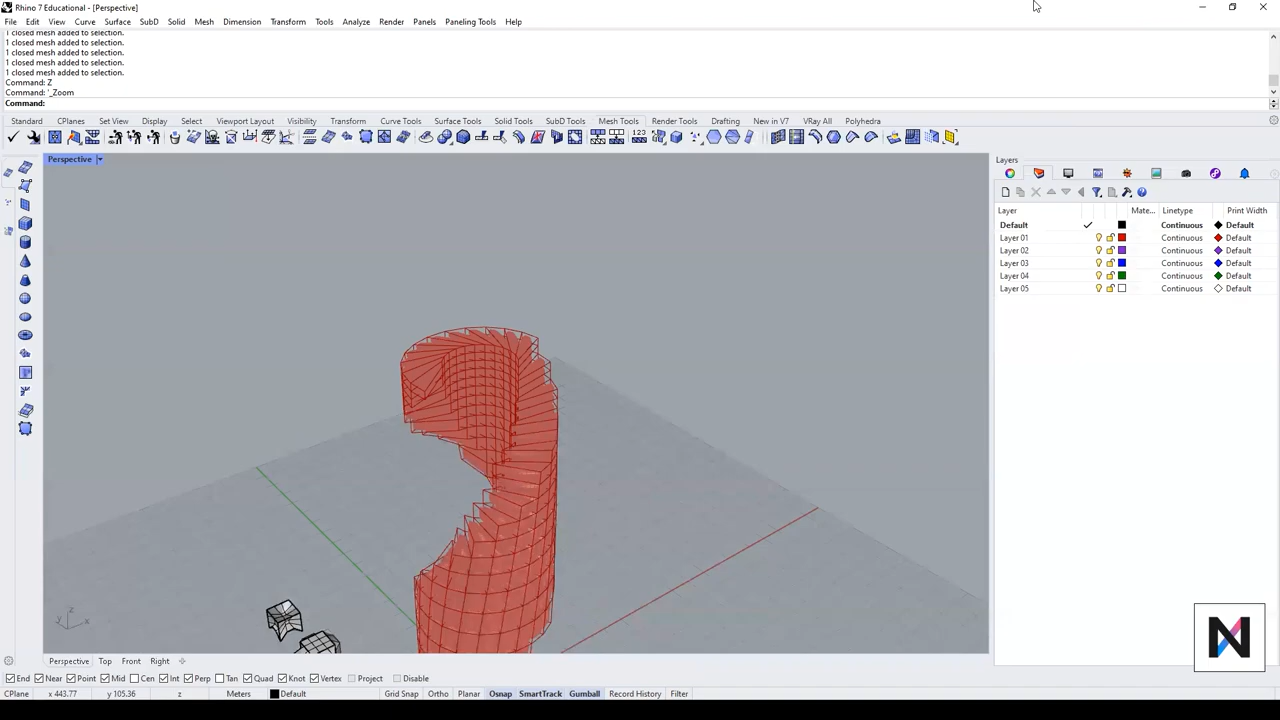 Rhino 7 Educational - [Perspective]
File Edit View Curve Surface SubD Solid Mesh Dimension Transform Tools Analyze Render Panels Paneling Tools Help
1 closed mesh added to selection.
1 closed mesh added to selection.
1 closed mesh added to selection.
1 closed mesh added to selection.
1 closed mesh added to selection.
Command: Z
Command: '_Zoom
Command:
Standard CPlanes Set View Display Select Viewport Layout Visibility Transform Curve Tools Surface Tools Solid Tools SubD Tools Mesh Tools Render Tools Drafting New in V7 VRay All Polyhedra
Perspective
Layers
Layer Mate... Linetype Print Width
Default Continuous Default
Layer 01 Continuous Default
Layer 02 Continuous Default
Layer 03 Continuous Default
Layer 04 Continuous Default
Layer 05 Continuous Default
z
y x
N
Perspective Top Front Right
End Near Point Mid Cen Int Perp Tan Quad Knot Vertex Project Disable
CPlane x 443.77 y 105.36 z Meters Default Grid Snap Ortho Planar Osnap SmartTrack Gumball Record History Filter